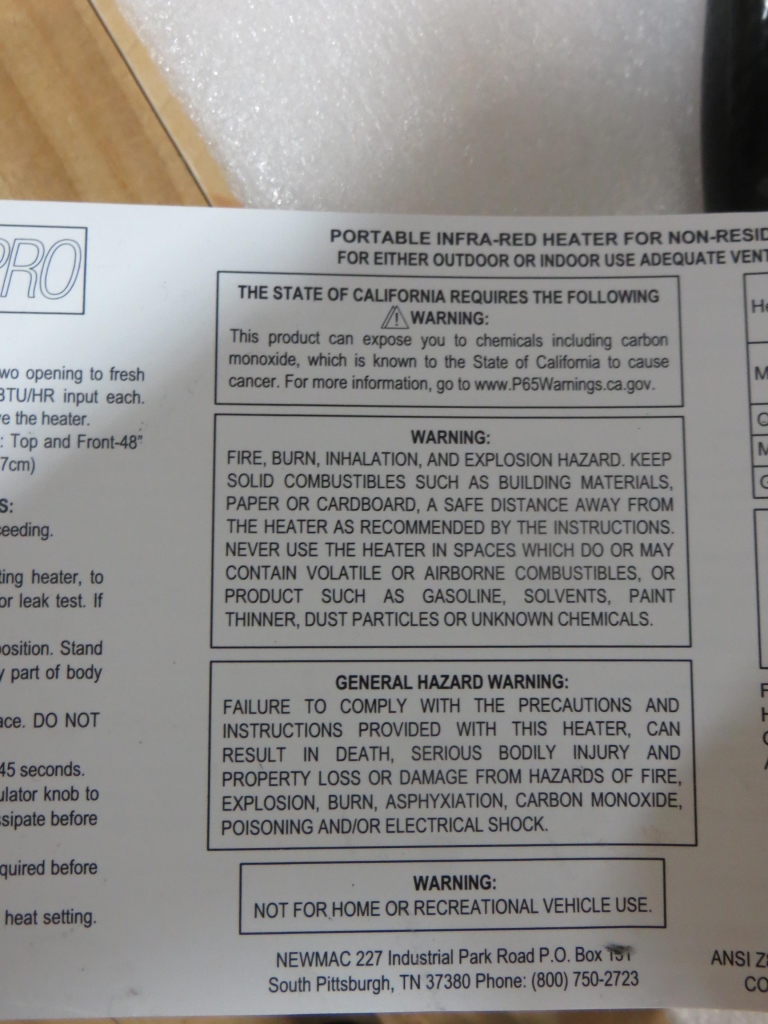 PRO
wo opening to fresh
BTU/HR input each.
ve the heater.
: Top and Front-48"
7cm)
S:
ceeding.
ting heater, to
or leak test. If
position. Stand
y part of body
ace. DO NOT
45 seconds.
ulator knob to
ssipate before
quired before
heat setting.
PORTABLE INFRA-RED HEATER FOR NON-RESID
FOR EITHER OUTDOOR OR INDOOR USE ADEQUATE VENT
THE STATE OF CALIFORNIA REQUIRES THE FOLLOWING
⚠WARNING:
This product can expose you to chemicals including carbon
monoxide, which is known to the State of California to cause
cancer. For more information, go to www.P65Warnings.ca.gov.
WARNING:
FIRE, BURN, INHALATION, AND EXPLOSION HAZARD. KEEP
SOLID COMBUSTIBLES SUCH AS BUILDING MATERIALS,
PAPER OR CARDBOARD, A SAFE DISTANCE AWAY FROM
THE HEATER AS RECOMMENDED BY THE INSTRUCTIONS.
NEVER USE THE HEATER IN SPACES WHICH DO OR MAY
CONTAIN VOLATILE OR AIRBORNE COMBUSTIBLES, OR
PRODUCT SUCH AS GASOLINE, SOLVENTS, PAINT
THINNER, DUST PARTICLES OR UNKNOWN CHEMICALS.
GENERAL HAZARD WARNING:
FAILURE TO COMPLY WITH THE PRECAUTIONS AND
INSTRUCTIONS PROVIDED WITH THIS HEATER, CAN
RESULT IN DEATH, SERIOUS BODILY INJURY AND
PROPERTY LOSS OR DAMAGE FROM HAZARDS OF FIRE,
EXPLOSION, BURN, ASPHYXIATION, CARBON MONOXIDE,
POISONING AND/OR ELECTRICAL SHOCK.
WARNING:
NOT FOR HOME OR RECREATIONAL VEHICLE USE.
NEWMAC 227 Industrial Park Road P.O. Box
South Pittsburgh, TN 37380 Phone: (800) 750-2723
He
M
C
M
G
F
H
ANSI Z
CO